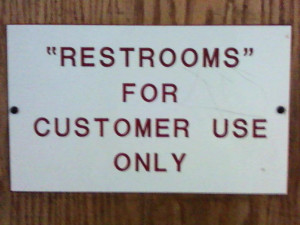 “RESTROOMS”
FOR
CUSTOMER USE
ONLY